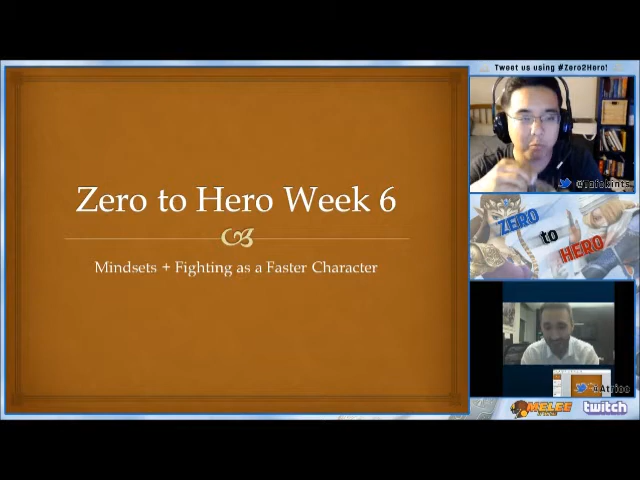 Tweet us using #Zero2Hero!
Zero to Hero Week 6
Mindsets + Fighting as a Faster Character
ZERO
to
HERO
MELEE
twitch